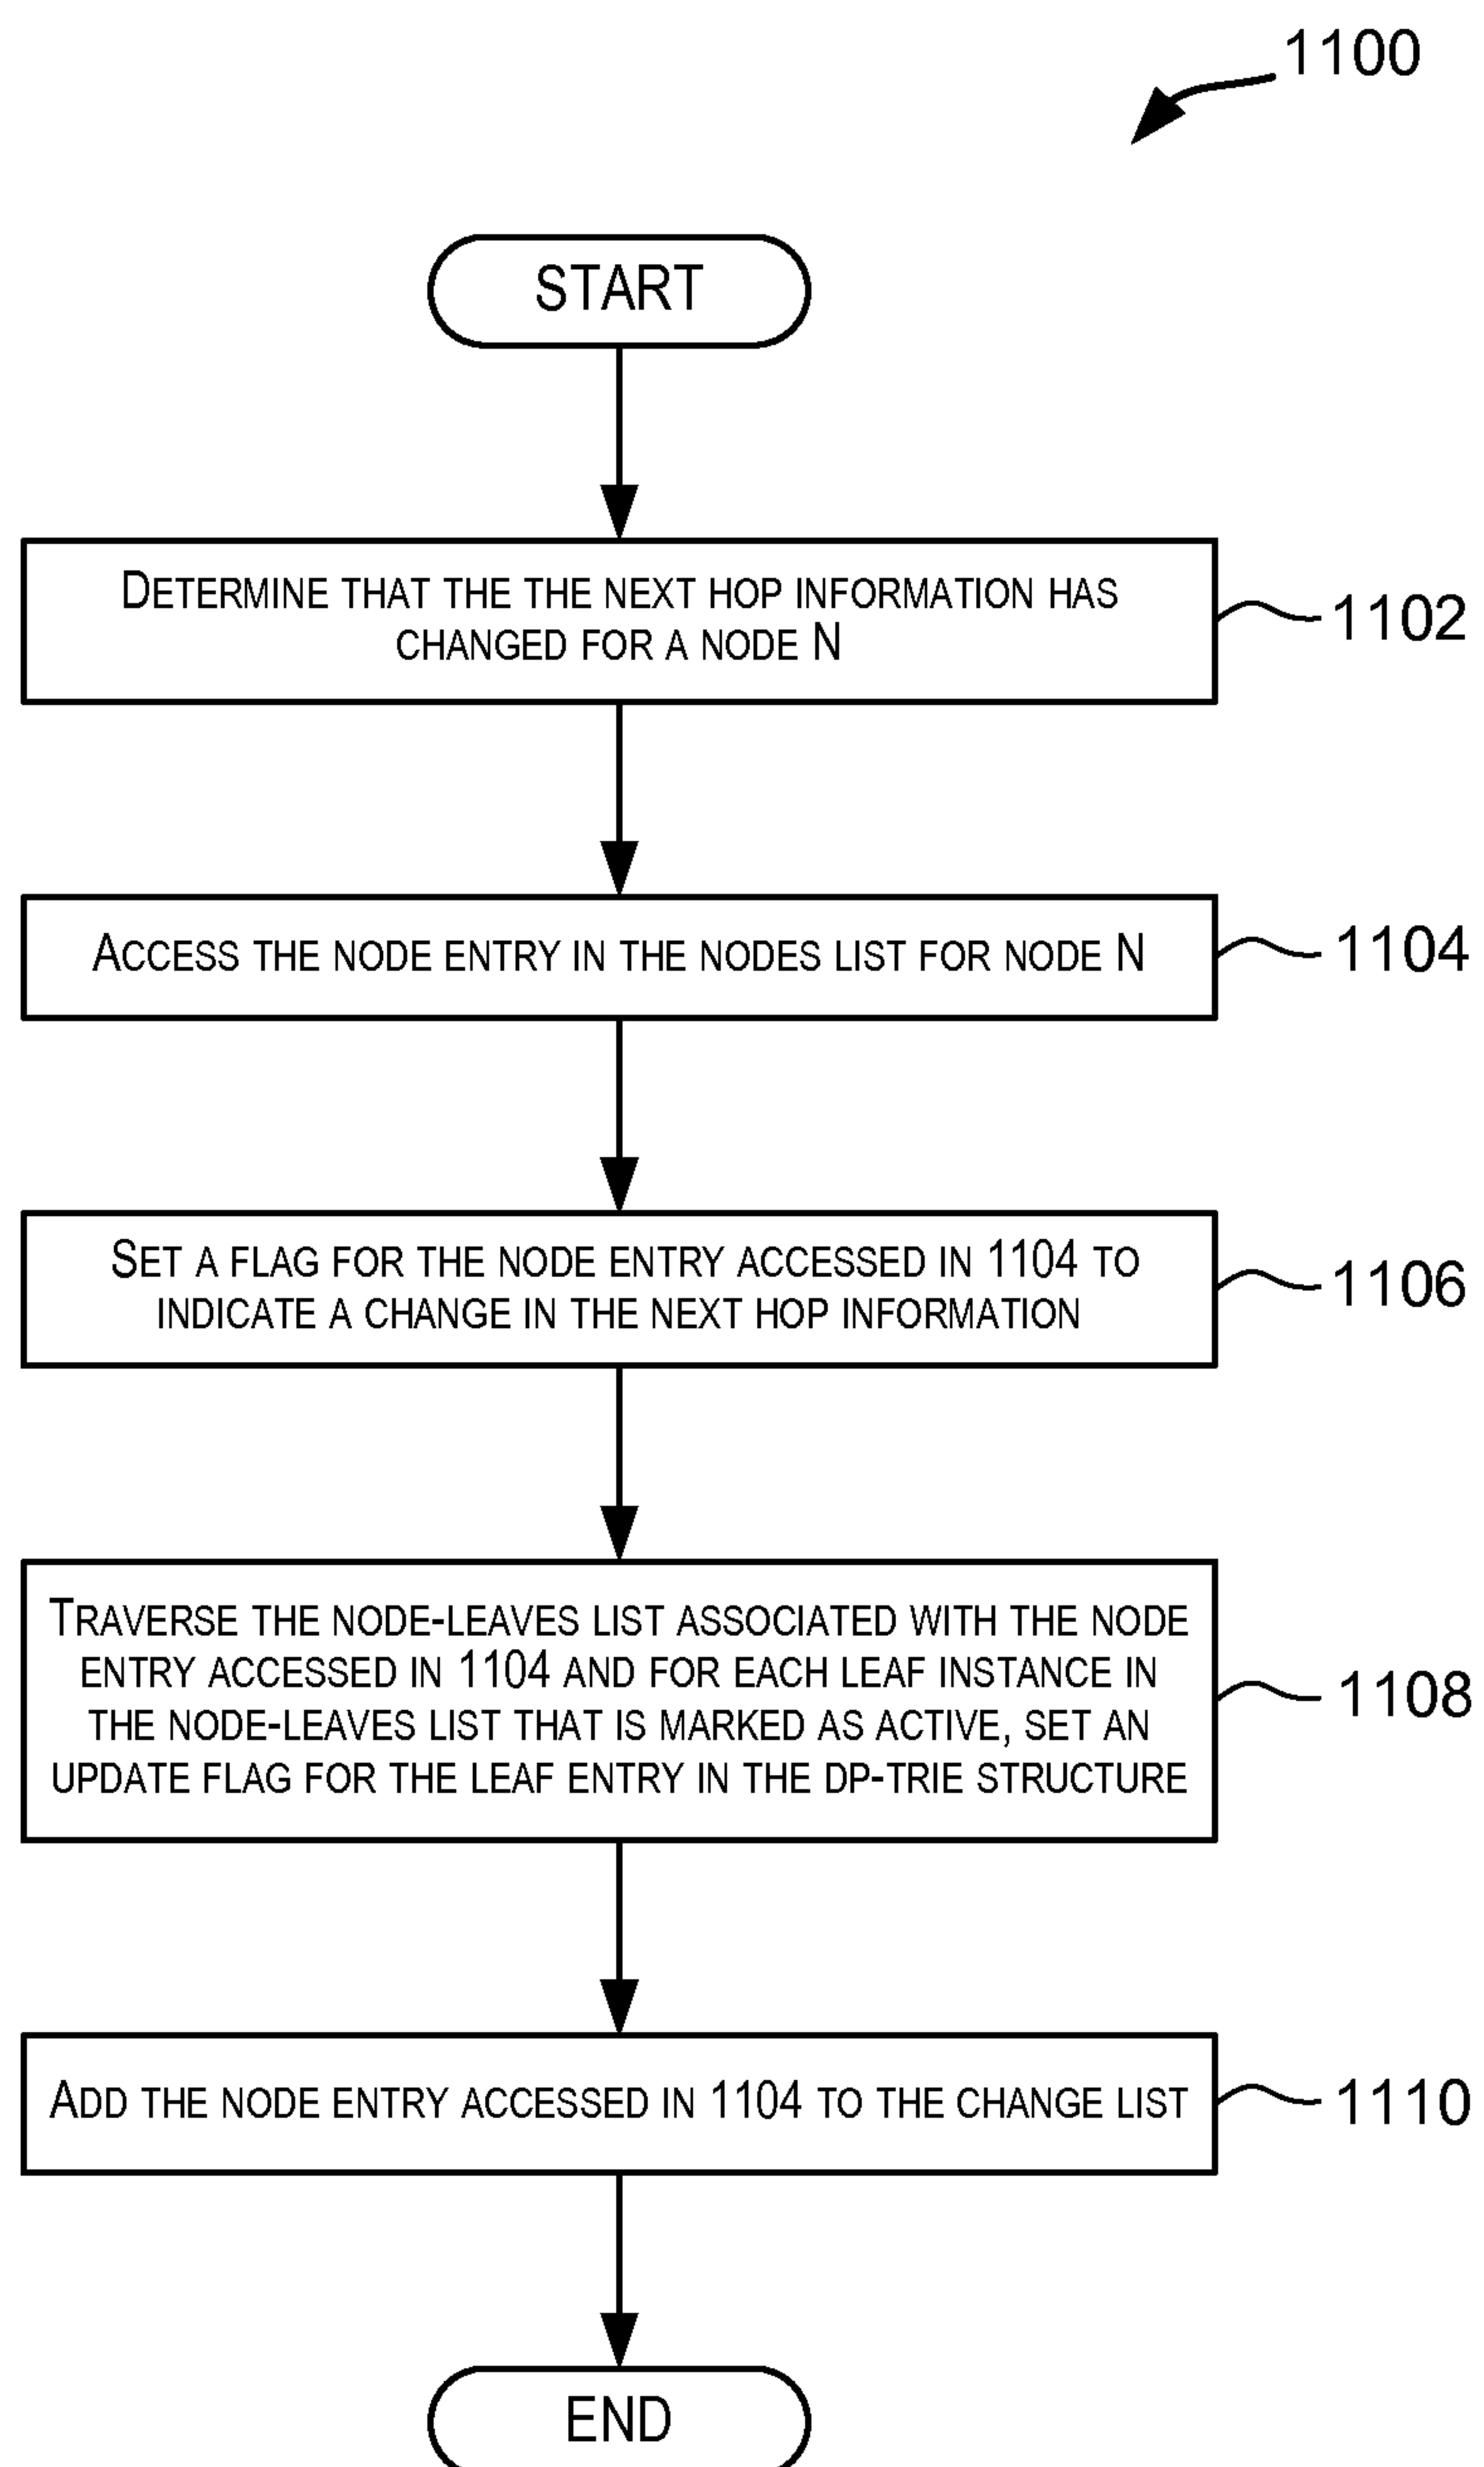 1100
START
DETERMINE THAT THE THE NEXT HOP INFORMATION HAS
CHANGED FOR A NODE N
1102
ACCESS THE NODE ENTRY IN THE NODES LIST FOR NODE N
1104
SET A FLAG FOR THE NODE ENTRY ACCESSED IN 1104 TO
INDICATE A CHANGE IN THE NEXT HOP INFORMATION
1106
TRAVERSE THE NODE-LEAVES LIST ASSOCIATED WITH THE NODE
ENTRY ACCESSED IN 1104 AND FOR EACH LEAF INSTANCE IN
THE NODE-LEAVES LIST THAT IS MARKED AS ACTIVE, SET AN
UPDATE FLAG FOR THE LEAF ENTRY IN THE DP-TRIE STRUCTURE
1108
ADD THE NODE ENTRY ACCESSED IN 1104 TO THE CHANGE LIST
1110
END